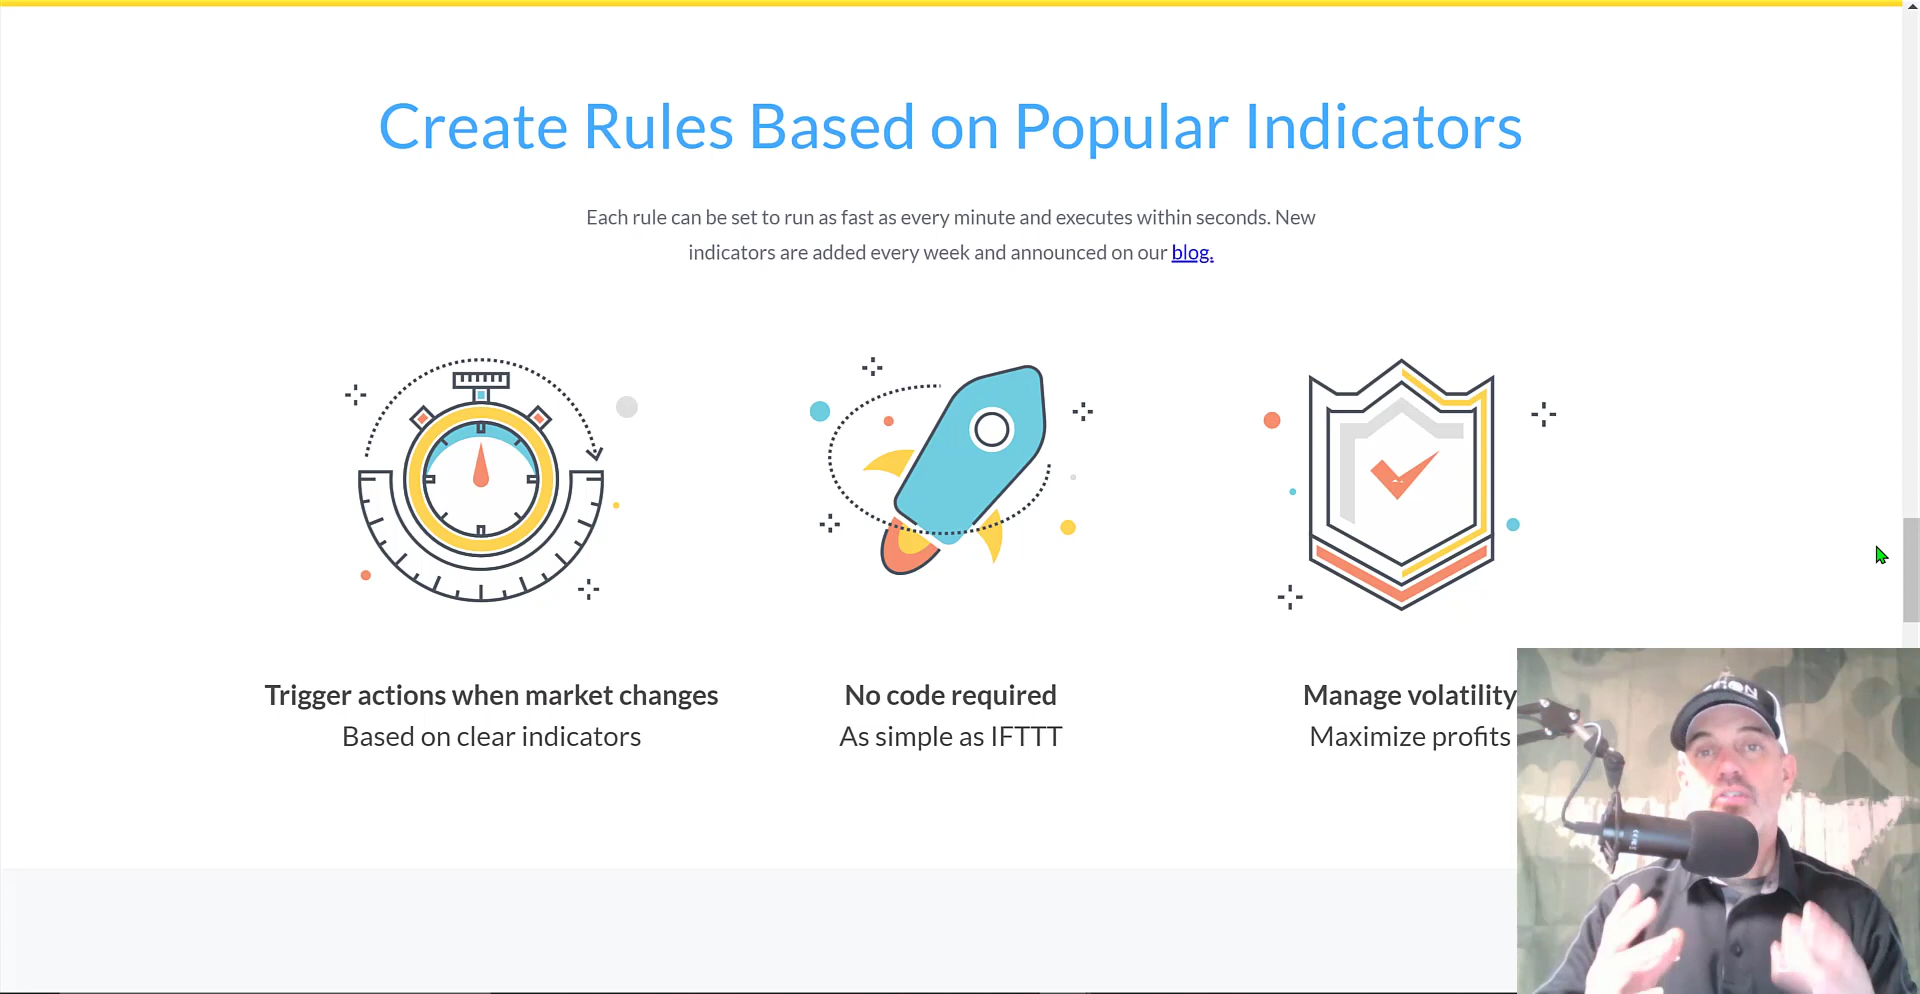 Create Rules Based on Popular Indicators
Each rule can be set to run as fast as every minute and executes within seconds. New
indicators are added every week and announced on our blog.
Trigger actions when market changes
Based on clear indicators
No code required
As simple as IFTTT
Manage volatility
Maximize profits